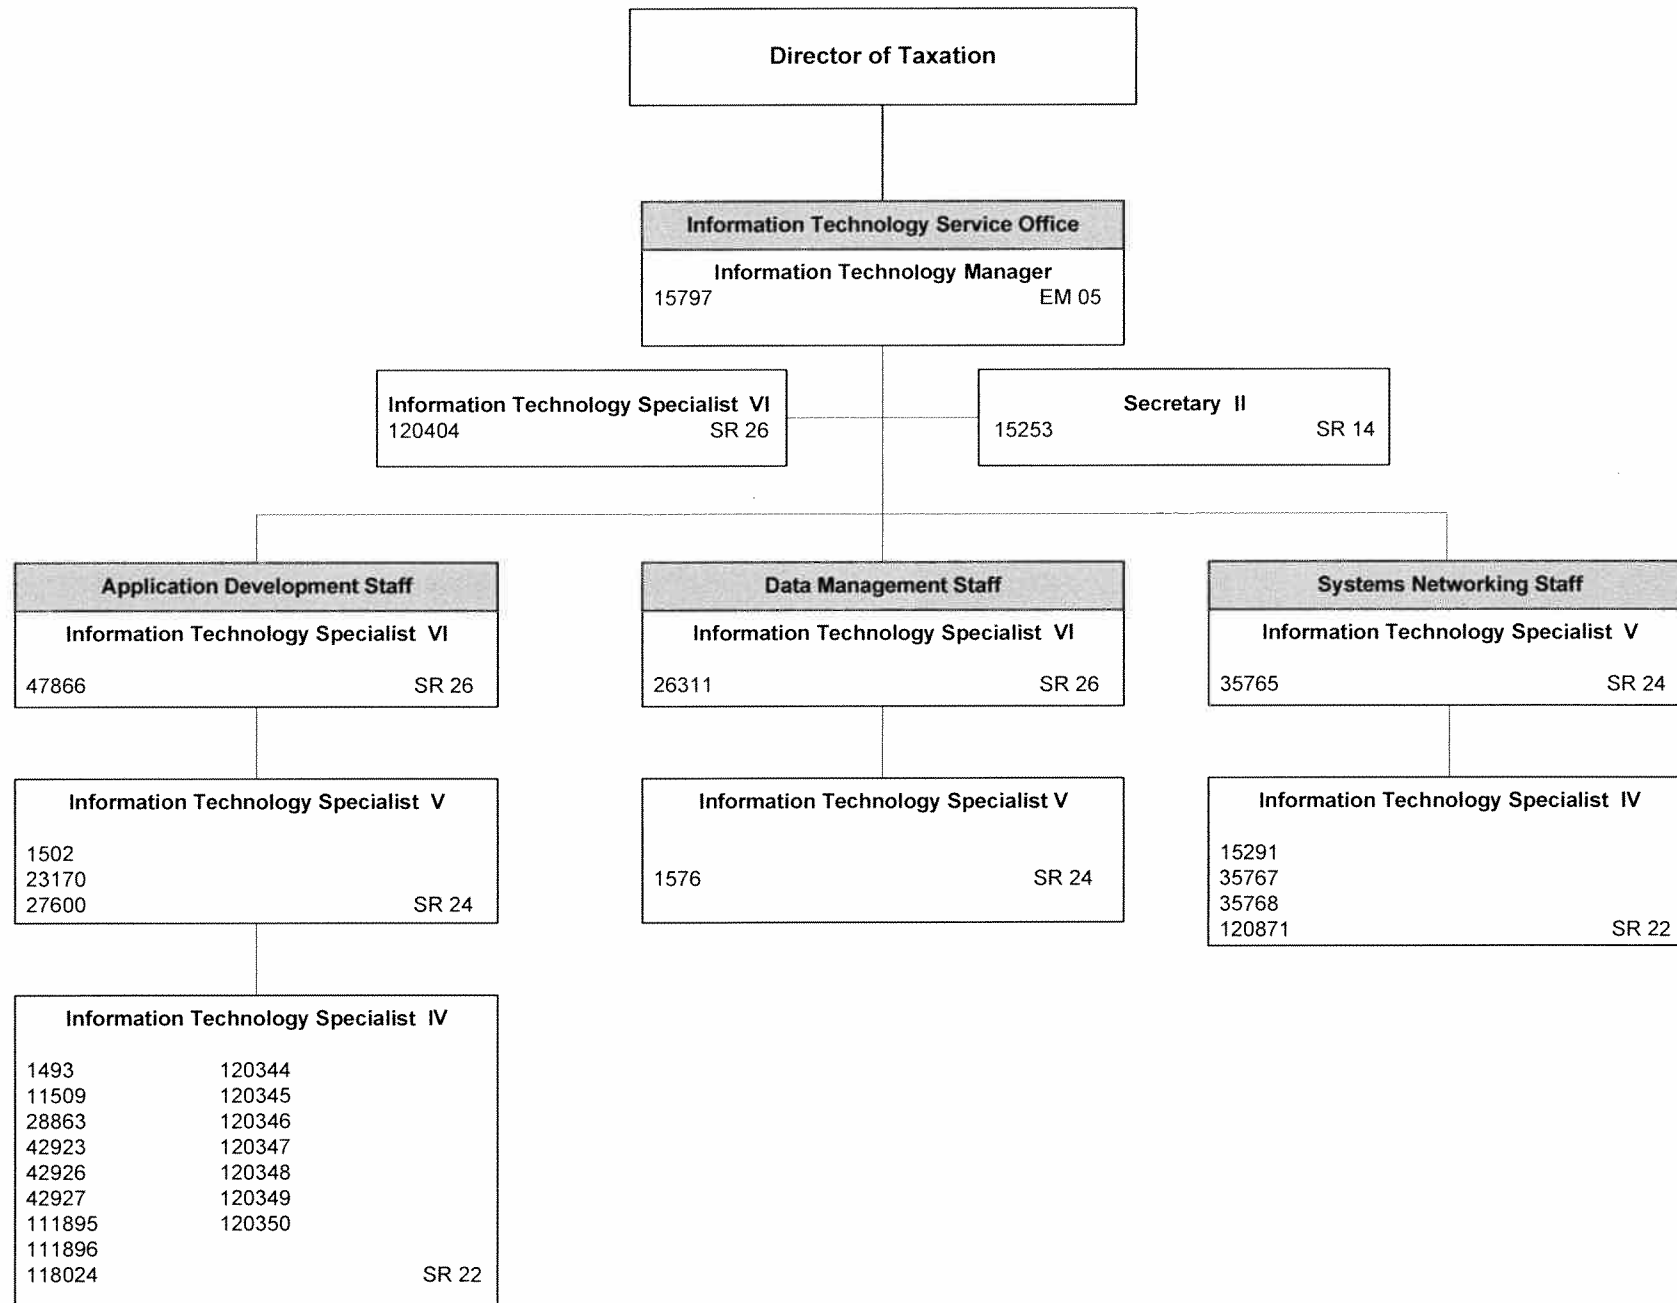 Director of Taxation
Information Technology Service Office
Information Technology Manager
15797 EM 05
Information Technology Specialist VI
120404 SR 26
Secretary II
15253 SR 14
Application Development Staff
Information Technology Specialist VI
47866 SR 26
Information Technology Specialist V
1502
23170
27600 SR 24
Information Technology Specialist IV
1493 120344
11509 120345
28863 120346
42923 120347
42926 120348
42927 120349
111895 120350
111896
118024 SR 22
Data Management Staff
Information Technology Specialist VI
26311 SR 26
Information Technology Specialist V
1576 SR 24
Systems Networking Staff
Information Technology Specialist V
35765 SR 24
Information Technology Specialist IV
15291
35767
35768
120871 SR 22